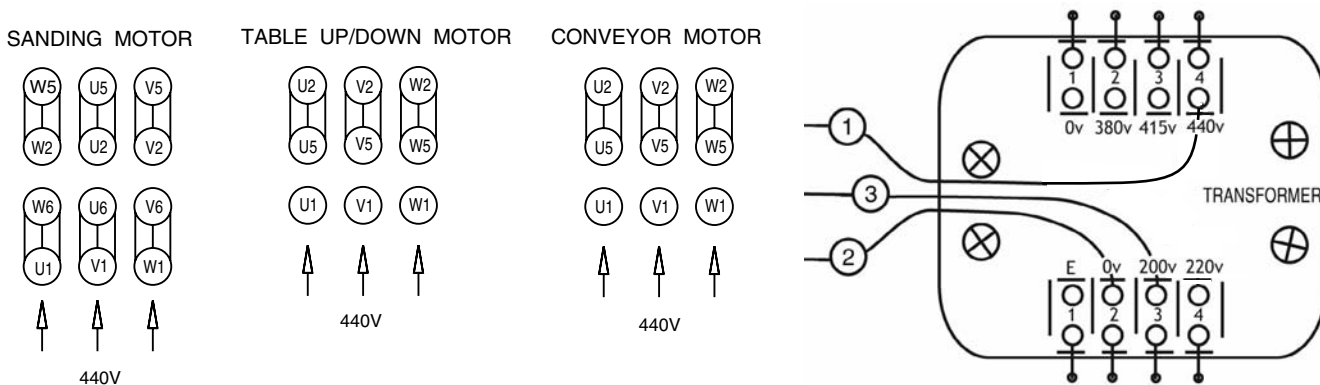 SANDING MOTOR
W5 U5 V5
W2 U2 V2
W6 U6 V6
U1 V1 W1
440V
TABLE UP/DOWN MOTOR
U2 V2 W2
U5 V5 W5
U1 V1 W1
440V
CONVEYOR MOTOR
U2 V2 W2
U5 V5 W5
U1 V1 W1
440V
1 2 3 4
0v 380v 415v 440v
1
3
2
TRANSFORMER
E 0v 200v 220v
1 2 3 4